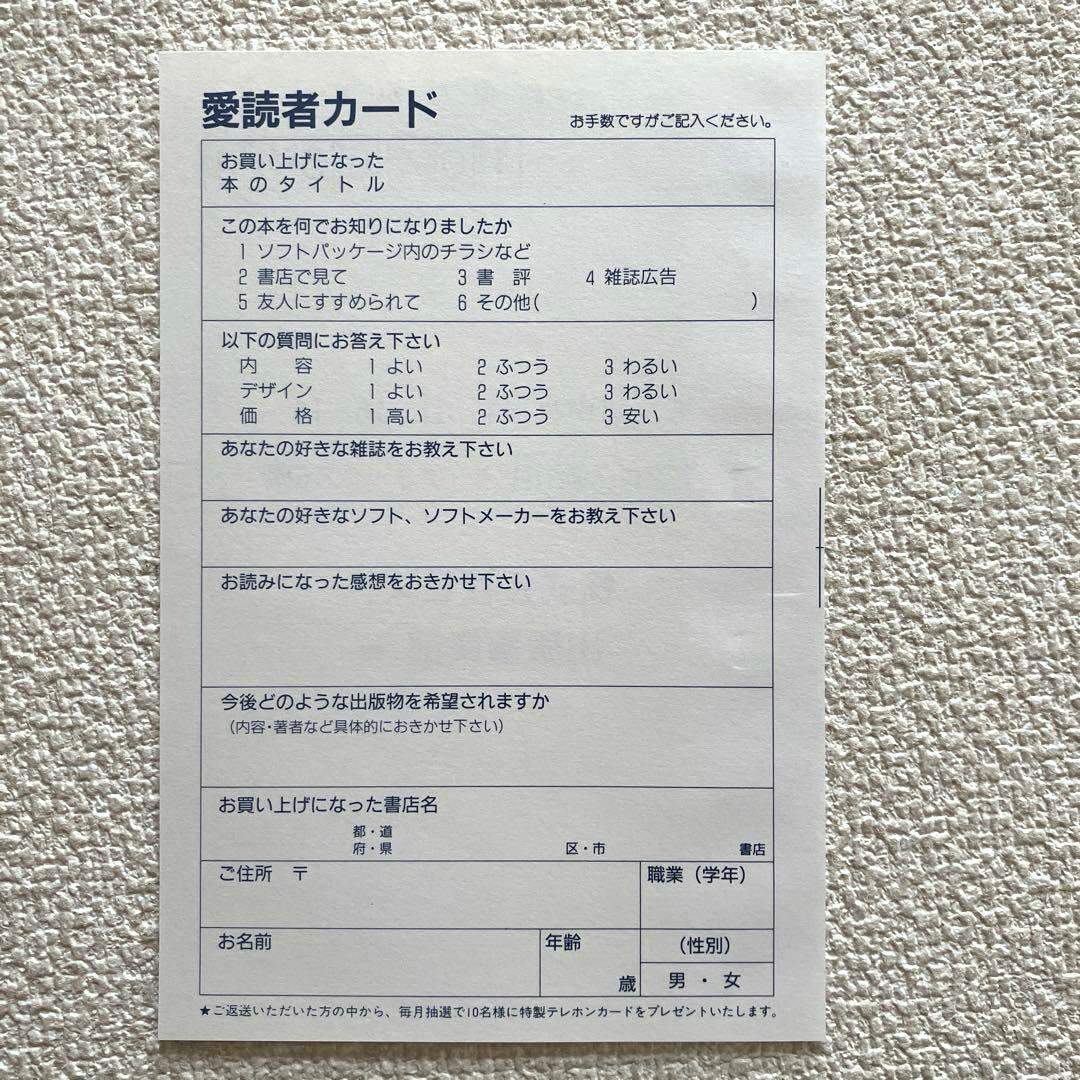 愛読者カード
お手数ですがご記入ください。
お買い上げになった
本のタイトル
この本を何でお知りになりましたか
1 ソフトパッケージ内のチラシなど
2 書店で見て 3 書 評 4 雑誌広告
5 友人にすすめられて 6 その他( )
以下の質問にお答え下さい
内 容 1 よい 2 ふつう 3 わるい
デザイン 1 よい 2 ふつう 3 わるい
価 格 1 高い 2 ふつう 3 安い
あなたの好きな雑誌をお教え下さい
あなたの好きなソフト、ソフトメーカーをお教え下さい
お読みになった感想をおきかせ下さい
今後どのような出版物を希望されますか
(内容・著者など具体的におきかせ下さい)
お買い上げになった書店名
都・道
府・県 区・市 書店
ご住所 〒 職業(学年)
お名前 年齢 (性別)
歳 男・女
★ご返送いただいた方の中から、毎月抽選で10名様に特製テレホンカードをプレゼントいたします。